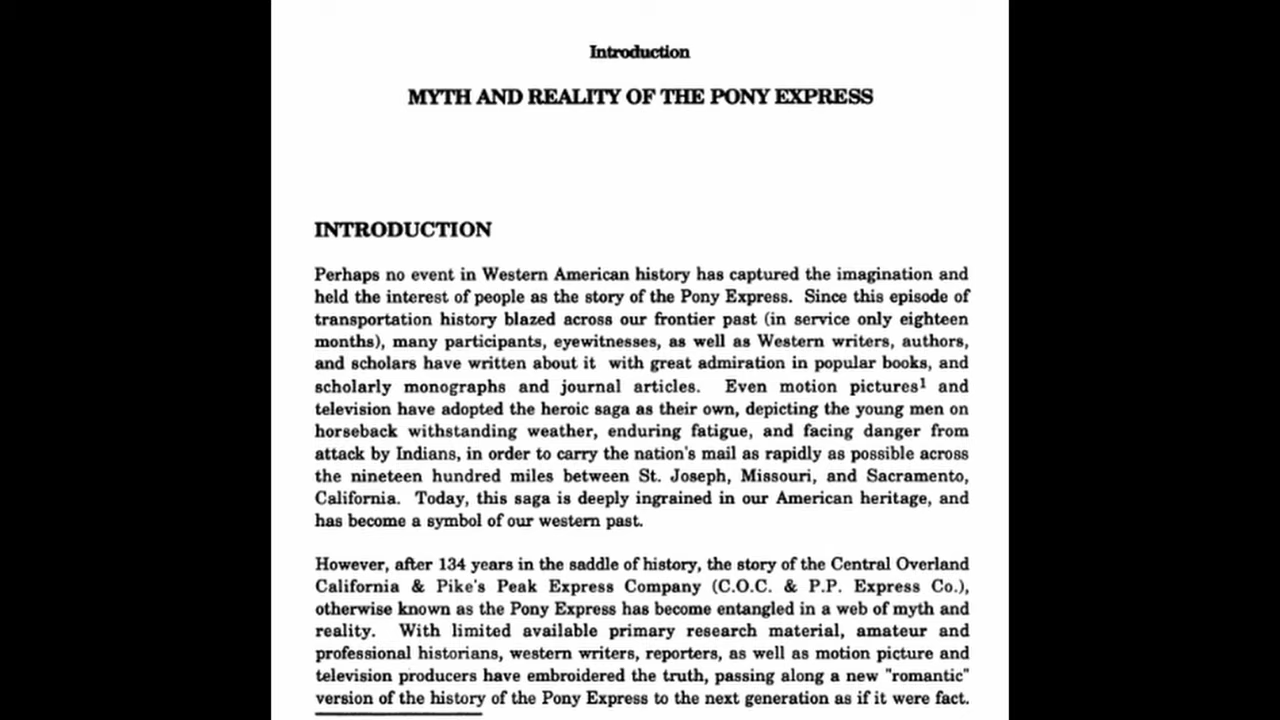 Introduction
MYTH AND REALITY OF THE PONY EXPRESS
INTRODUCTION
Perhaps no event in Western American history has captured the imagination and
held the interest of people as the story of the Pony Express. Since this episode of
transportation history blazed across our frontier past (in service only eighteen
months), many participants, eyewitnesses, as well as Western writers, authors,
and scholars have written about it with great admiration in popular books, and
scholarly monographs and journal articles. Even motion pictures¹ and
television have adopted the heroic saga as their own, depicting the young men on
horseback withstanding weather, enduring fatigue, and facing danger from
attack by Indians, in order to carry the nation's mail as rapidly as possible across
the nineteen hundred miles between St. Joseph, Missouri, and Sacramento,
California. Today, this saga is deeply ingrained in our American heritage, and
has become a symbol of our western past.
However, after 134 years in the saddle of history, the story of the Central Overland
California & Pike's Peak Express Company (C.O.C. & P.P. Express Co.),
otherwise known as the Pony Express has become entangled in a web of myth and
reality. With limited available primary research material, amateur and
professional historians, western writers, reporters, as well as motion picture and
television producers have embroidered the truth, passing along a new "romantic"
version of the history of the Pony Express to the next generation as if it were fact.